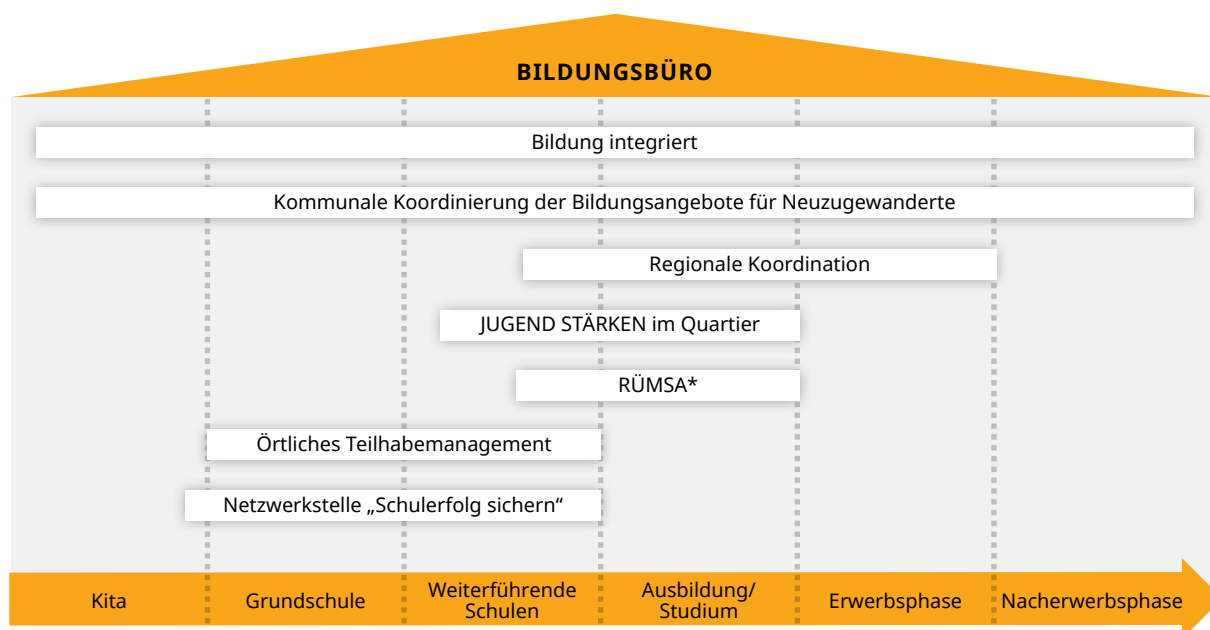 BILDUNGSBÜRO
Bildung integriert
Kommunale Koordinierung der Bildungsangebote für Neuzugewanderte
Regionale Koordination
JUGEND STÄRKEN im Quartier
RÜMSA*
Örtliches Teilhabemanagement
Netzwerkstelle „Schulerfolg sichern“
Kita
Grundschule
Weiterführende
Schulen
Ausbildung/
Studium
Erwerbsphase
Nacherwerbsphase